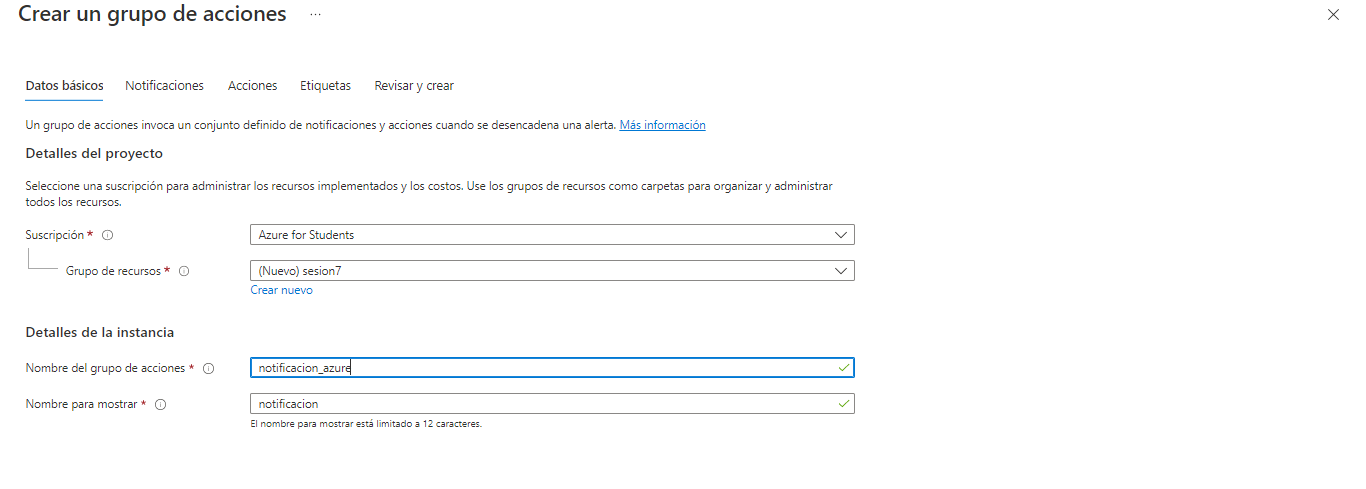 Crear un grupo de acciones ...
Datos básicos Notificaciones Acciones Etiquetas Revisar y crear
Un grupo de acciones invoca un conjunto definido de notificaciones y acciones cuando se desencadena una alerta. Más información
Detalles del proyecto
Seleccione una suscripción para administrar los recursos implementados y los costos. Use los grupos de recursos como carpetas para organizar y administrar
todos los recursos.
Suscripción * Azure for Students
Grupo de recursos * (Nuevo) sesion7
Crear nuevo
Detalles de la instancia
Nombre del grupo de acciones * notificacion_azure
Nombre para mostrar * notificacion
El nombre para mostrar está limitado a 12 caracteres.